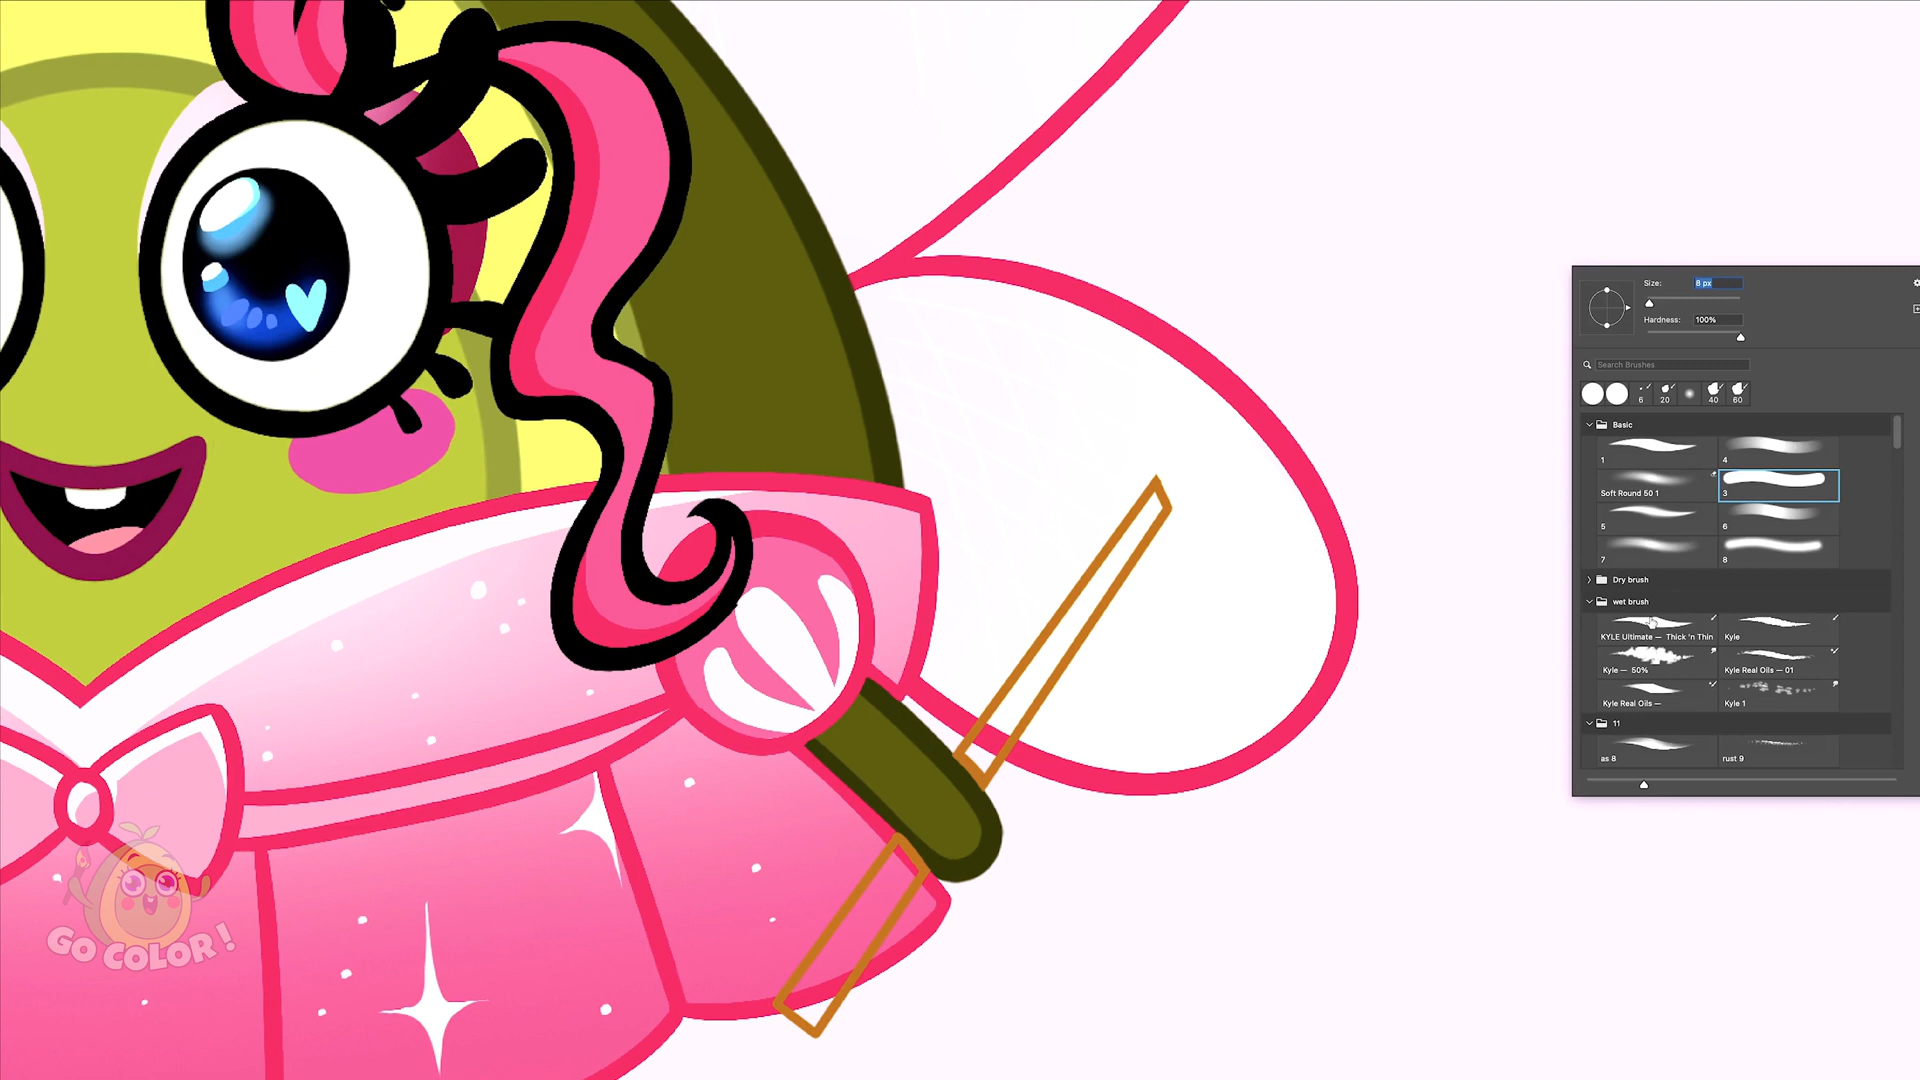 Size:
8 px
Hardness:
100%
Search Brushes
6
20
40
60
Basic
1
4
Soft Round 50 1
3
5
6
7
8
Dry brush
wet brush
KYLE Ultimate — Thick 'n Thin
Kyle
Kyle — 50%
Kyle Real Oils — 01
Kyle Real Oils —
Kyle 1
11
as 8
rust 9
GO COLOR!